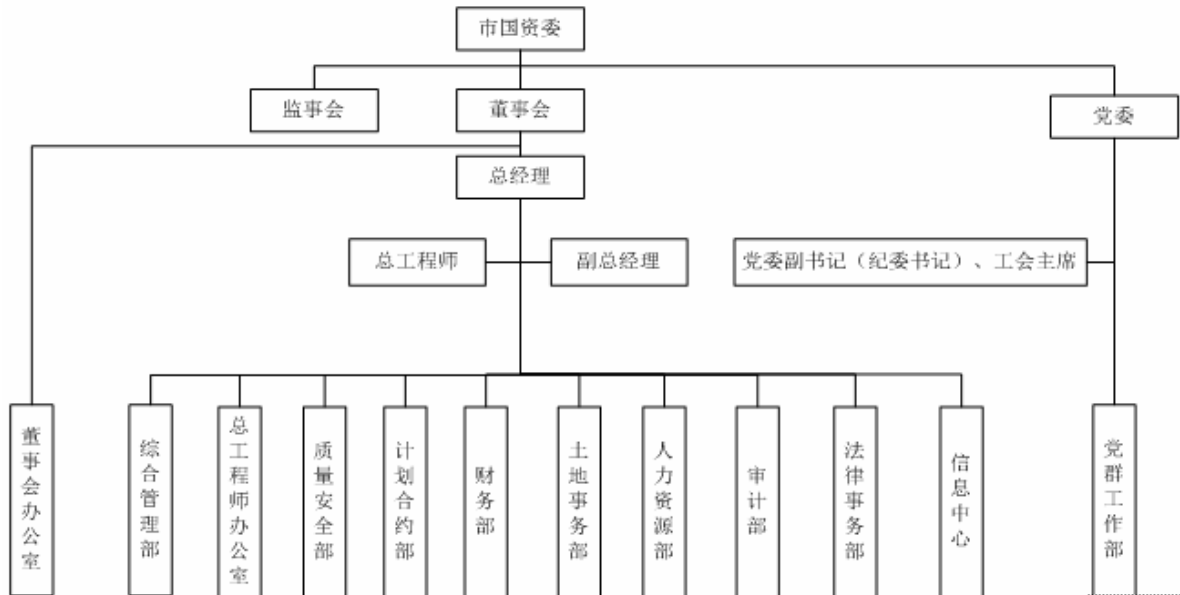 市国资委
监事会
董事会
党委
总经理
总工程师
副总经理
党委副书记（纪委书记）、工会主席
董事会办公室
综合管理部
总工程师办公室
质量安全部
计划合约部
财务部
土地事务部
人力资源部
审计部
法律事务部
信息中心
党群工作部